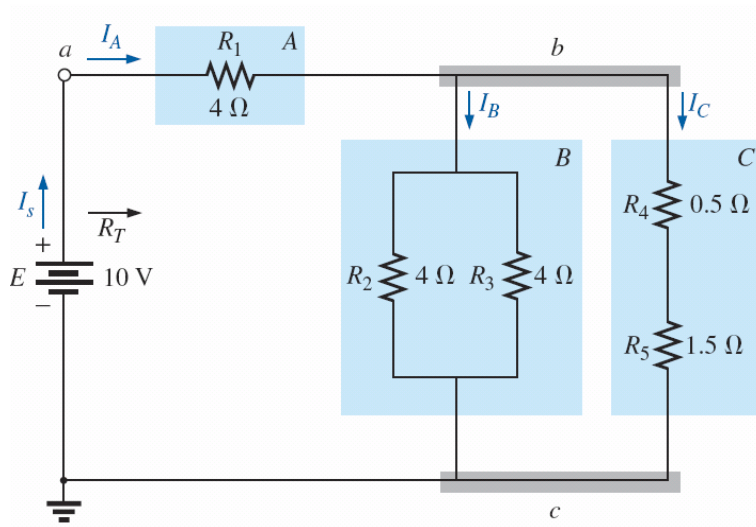 a
I_A
R_1
A
4 Ω
b
I_B
I_C
B
C
I_s
R_T
+
E
10 V
−
R_2
4 Ω
R_3
4 Ω
R_4
0.5 Ω
R_5
1.5 Ω
c